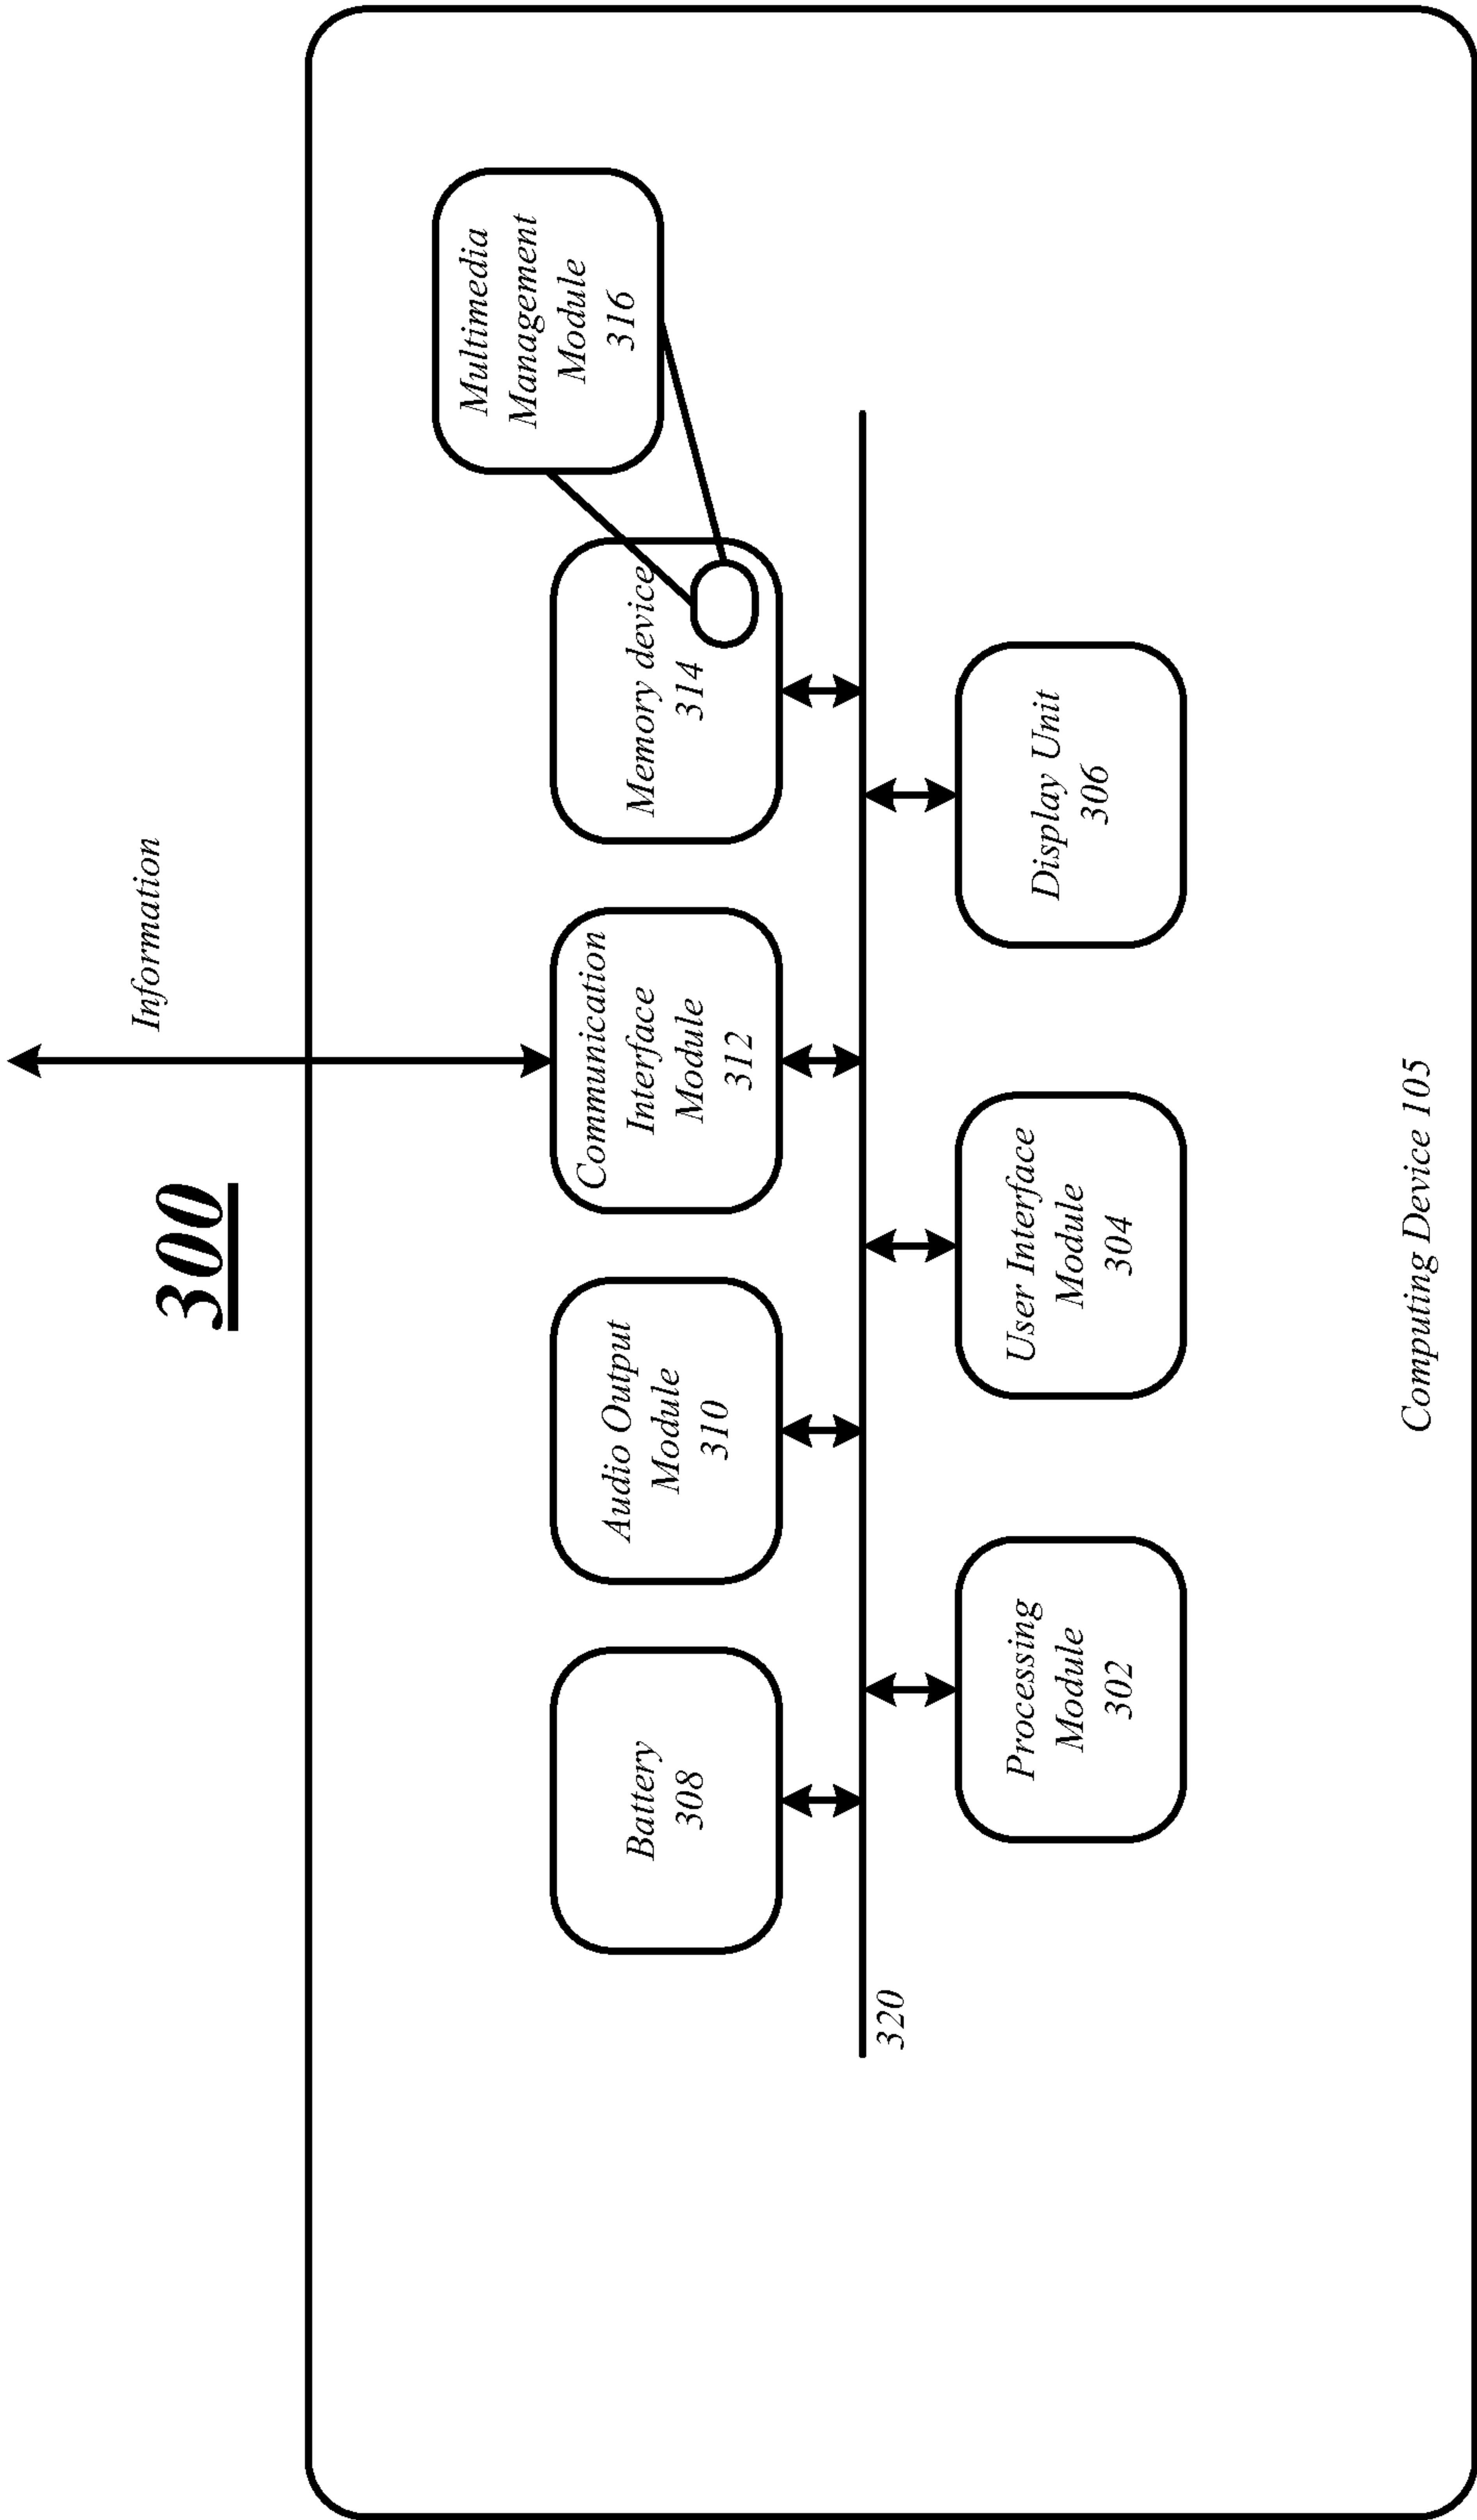 300
Information
Multimedia
Management
Module
316
Battery
308
Audio Output
Module
310
Communication
Interface
Module
312
Memory device
314
320
Processing
Module
302
User Interface
Module
304
Display Unit
306
Computing Device 105